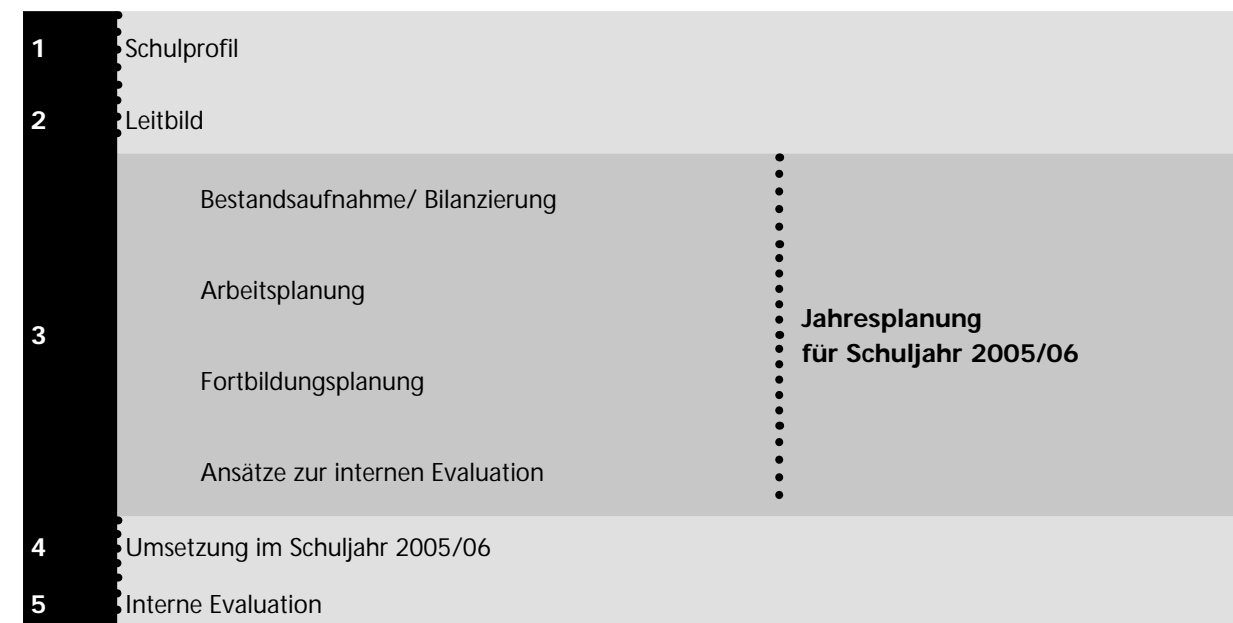 1 Schulprofil
2 Leitbild
Bestandsaufnahme/ Bilanzierung
Arbeitsplanung
3
Jahresplanung
für Schuljahr 2005/06
Fortbildungsplanung
Ansätze zur internen Evaluation
4 Umsetzung im Schuljahr 2005/06
5 Interne Evaluation